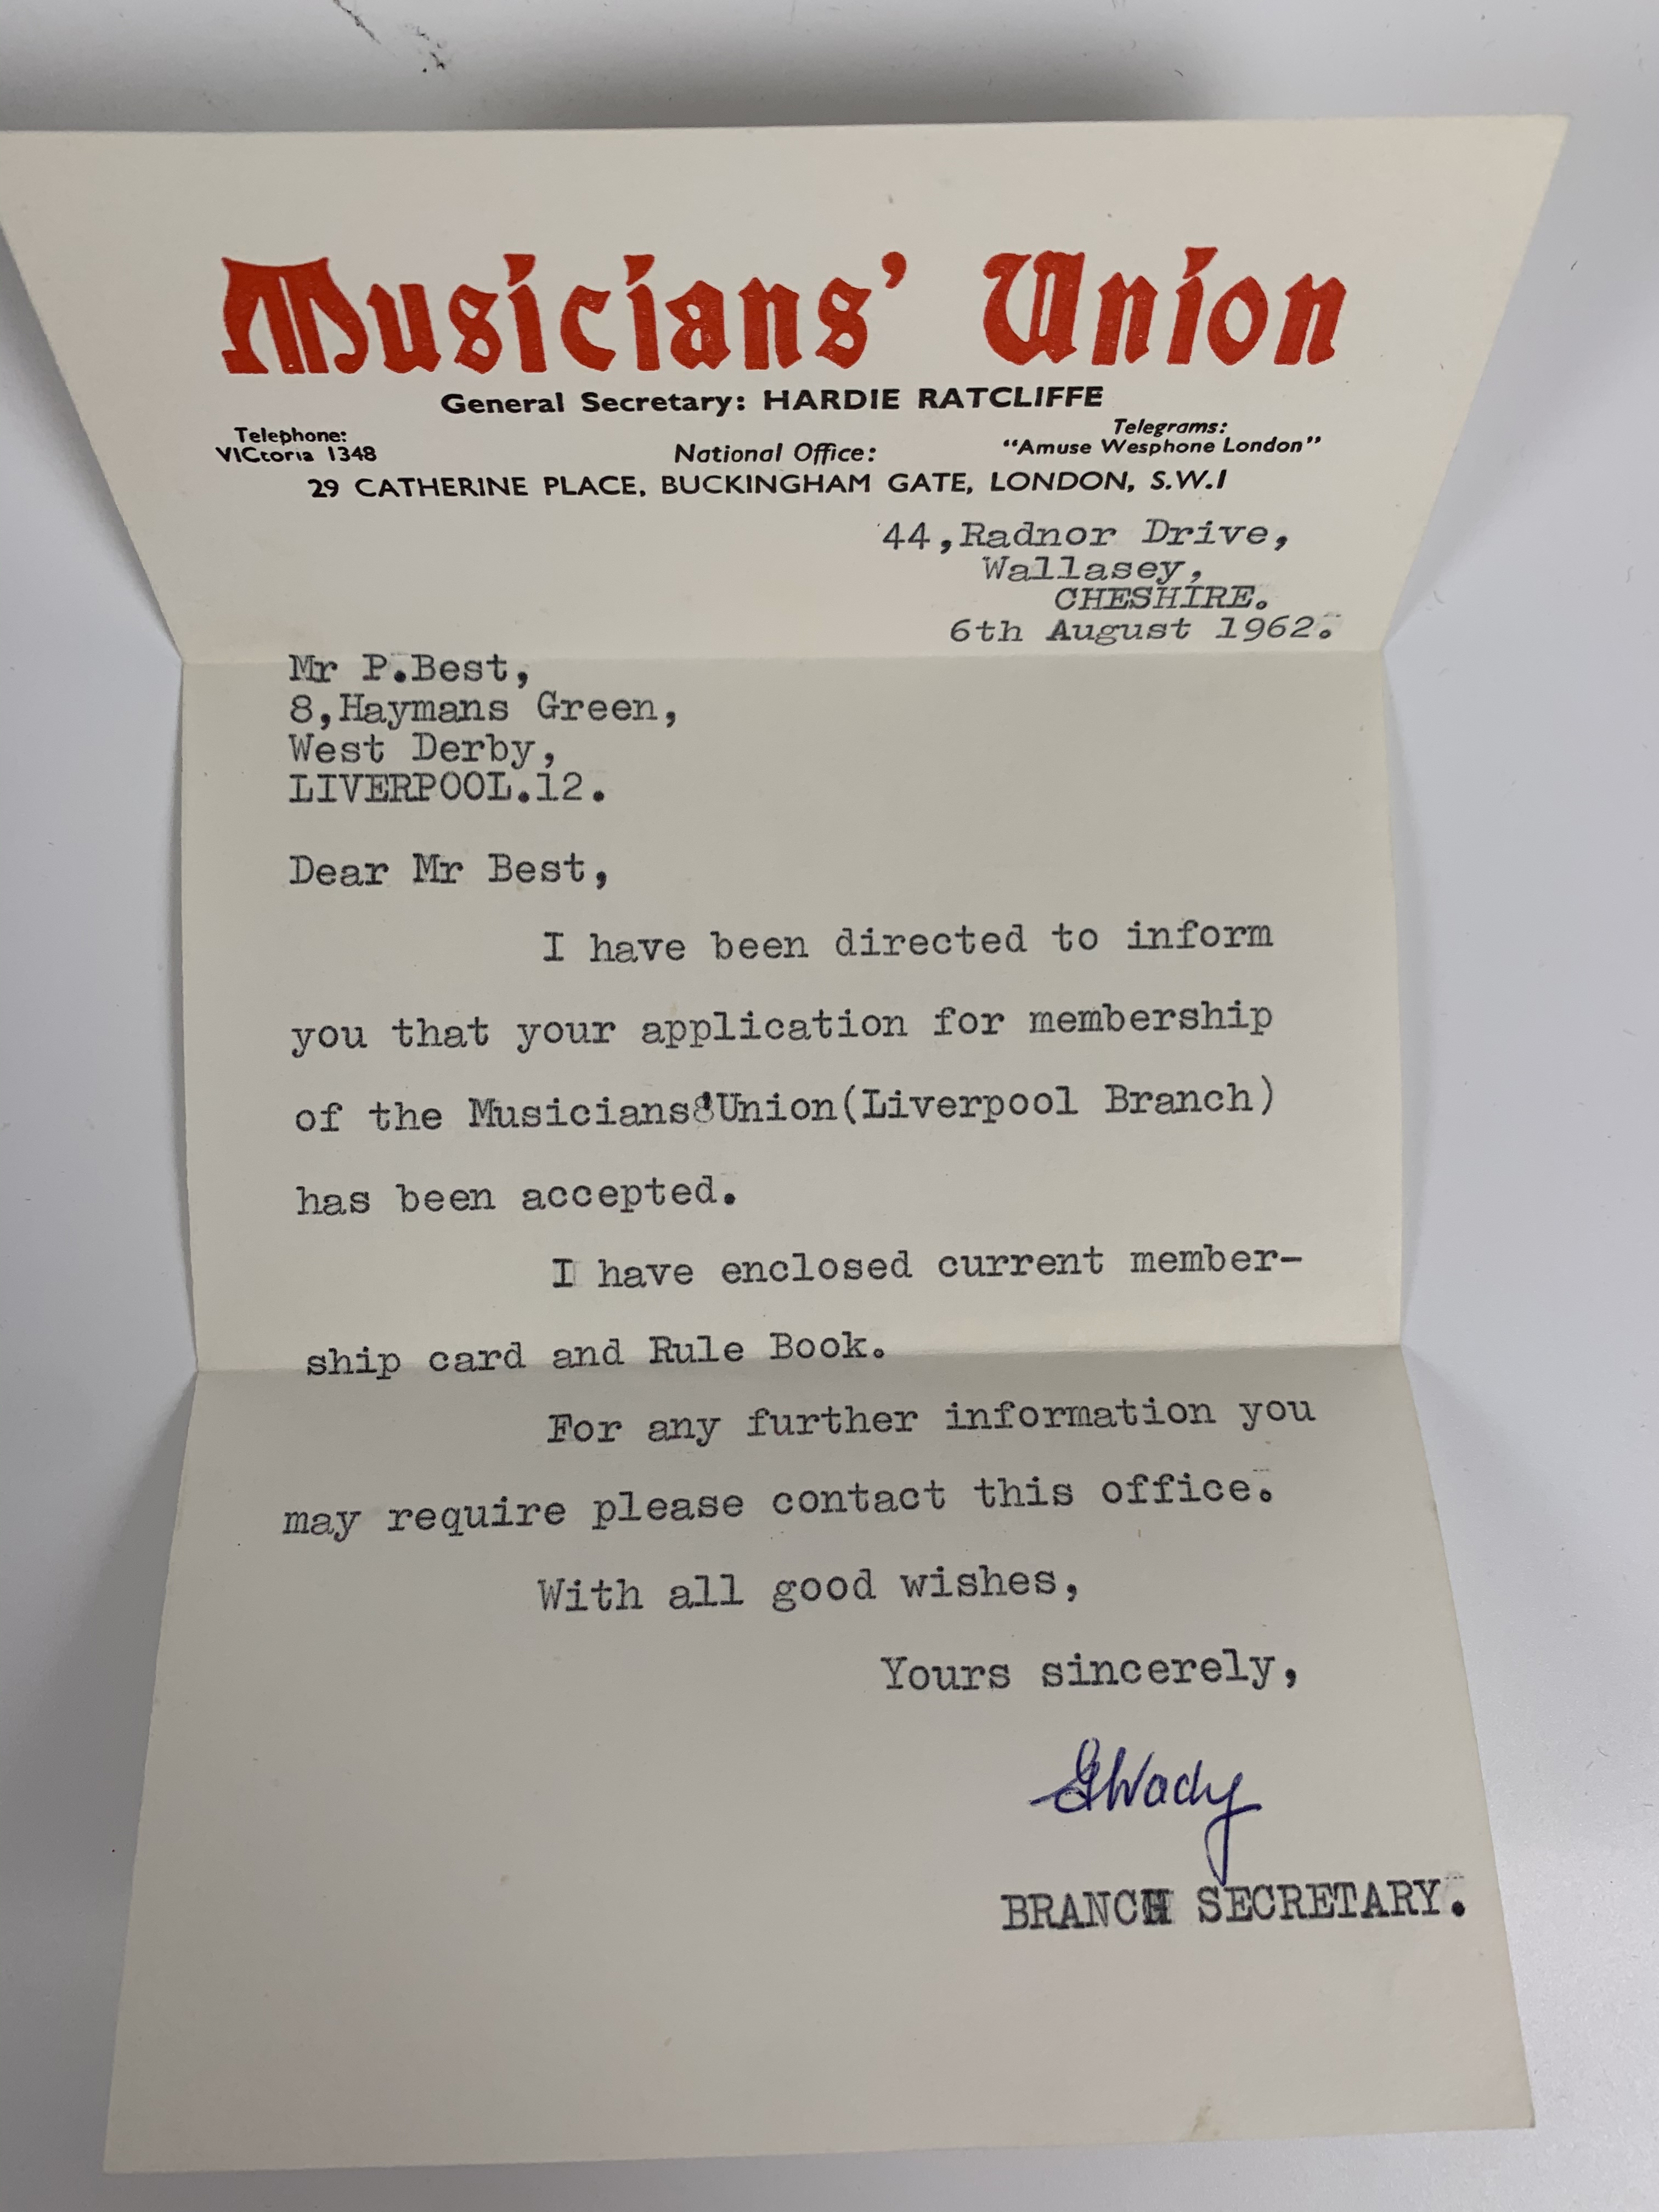 Musicians' Union
General Secretary: HARDIE RATCLIFFE
Telephone:
VICtoria 1348
National Office:
Telegrams:
"Amuse Wesphone London"
29 CATHERINE PLACE, BUCKINGHAM GATE, LONDON, S.W.1
44,Radnor Drive,
Wallasey,
CHESHIRE.
6th August 1962.
Mr P.Best,
8,Haymans Green,
West Derby,
LIVERPOOL.12.
Dear Mr Best,
I have been directed to inform
you that your application for membership
of the Musicians'Union(Liverpool Branch)
has been accepted.
I have enclosed current member-
ship card and Rule Book.
For any further information you
may require please contact this office.
With all good wishes,
Yours sincerely,
GWady
BRANCH SECRETARY.